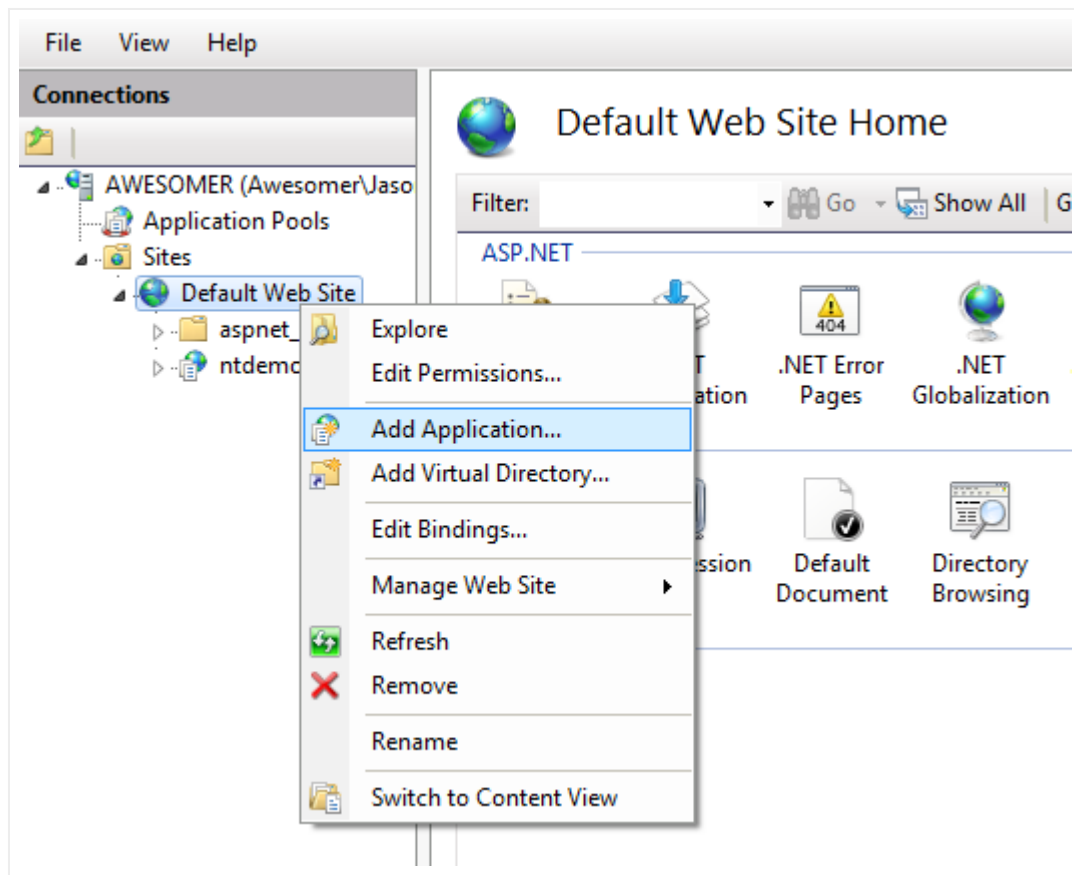 File View Help
Connections
Default Web Site Home
AWESOMER (Awesomer\Jaso
Application Pools
Sites
Default Web Site
aspnet_
ntdemo
Filter: Go Show All G
ASP.NET
.NET Error
Pages
.NET
Globalization
404
Explore
Edit Permissions...
Add Application...
Add Virtual Directory...
Edit Bindings...
Manage Web Site
Refresh
Remove
Rename
Switch to Content View
Default
Document
Directory
Browsing